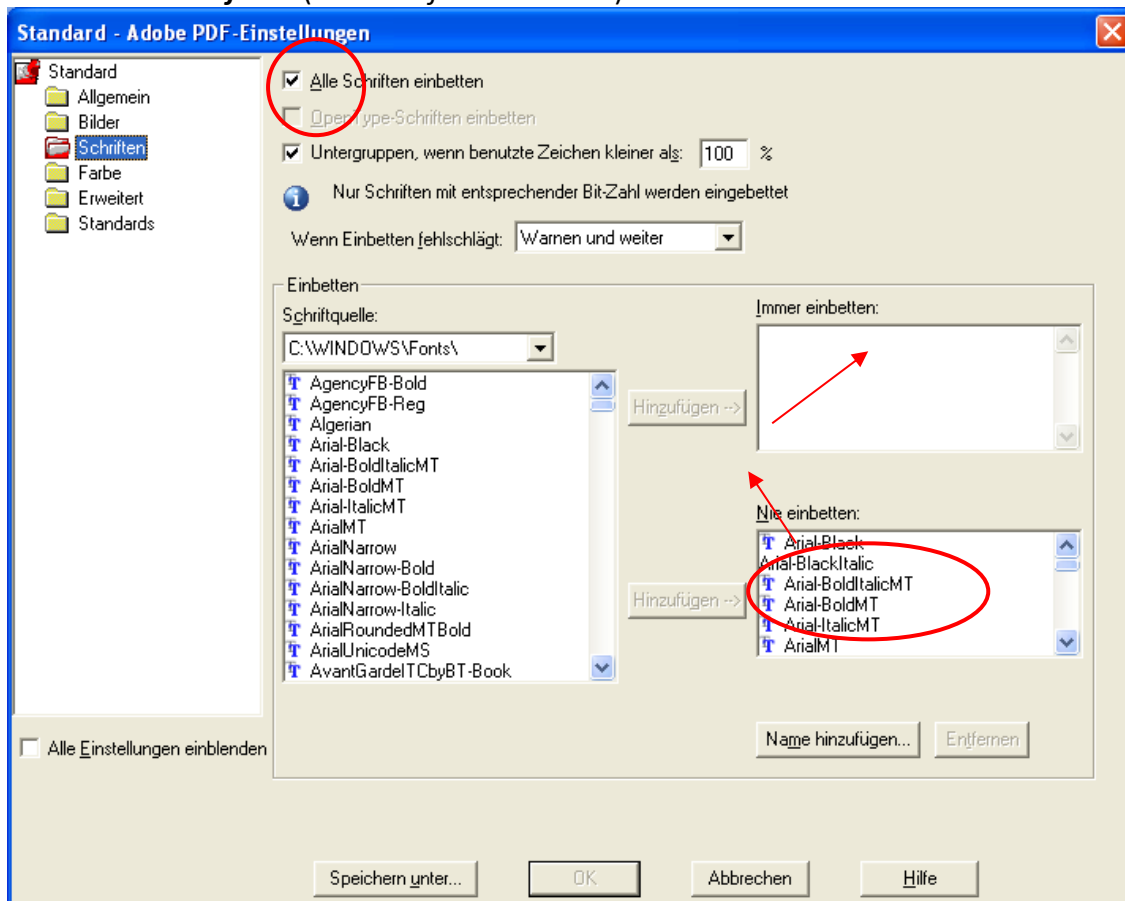 Standard - Adobe PDF-Einstellungen
Standard
Allgemein
Bilder
Schriften
Farbe
Erweitert
Standards
Alle Einstellungen einblenden
Alle Schriften einbetten
OpenType-Schriften einbetten
Untergruppen, wenn benutzte Zeichen kleiner als: 100 %
Nur Schriften mit entsprechender Bit-Zahl werden eingebettet
Wenn Einbetten fehlschlägt: Warnen und weiter
Einbetten
Schriftquelle:
C:\WINDOWS\Fonts\
AgencyFB-Bold
AgencyFB-Reg
Algerian
Arial-Black
Arial-BoldItalicMT
Arial-BoldMT
Arial-ItalicMT
ArialMT
ArialNarrow
ArialNarrow-Bold
ArialNarrow-BoldItalic
ArialNarrow-Italic
ArialRoundedMTBold
ArialUnicodeMS
AvantGardeITCbyBT-Book
Hinzufügen -->
Immer einbetten:
Hinzufügen -->
Nie einbetten:
Arial-Black
Arial-BlackItalic
Arial-BoldItalicMT
Arial-BoldMT
Arial-ItalicMT
ArialMT
Name hinzufügen... Entfernen
Speichern unter... OK Abbrechen Hilfe